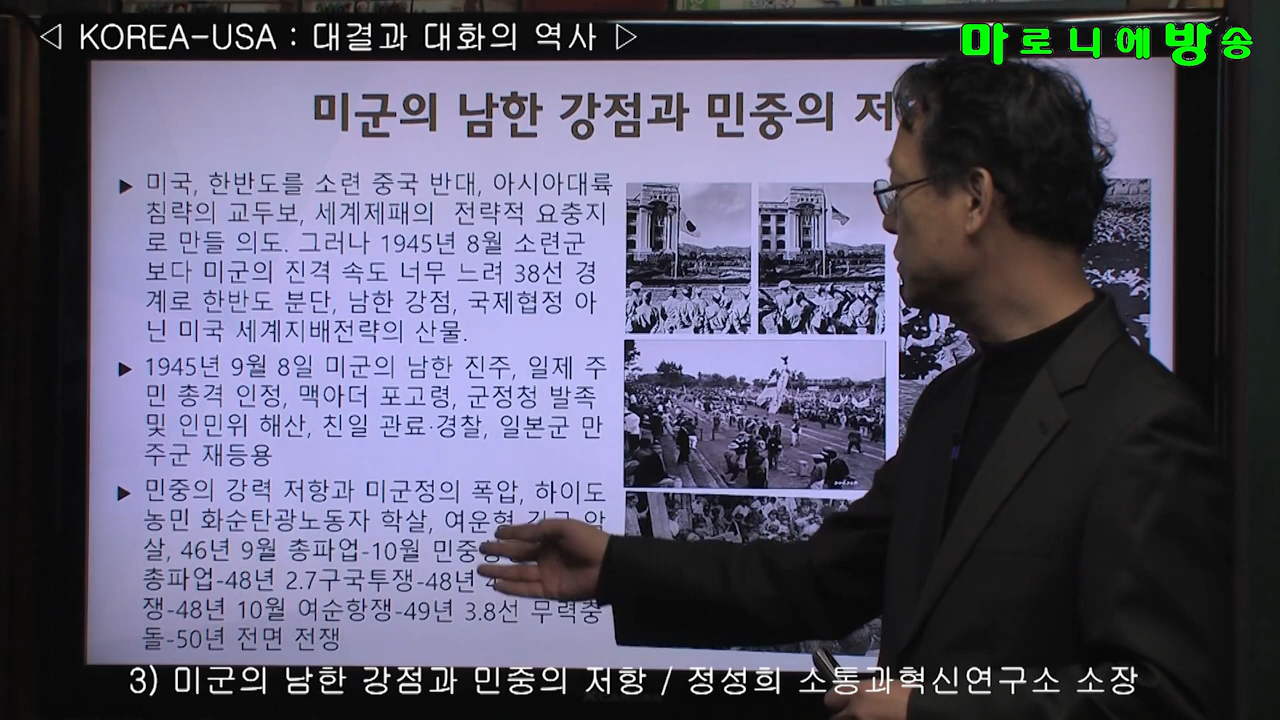 ◁ KOREA-USA : 대결과 대화의 역사 ▷
마로니에방송
미군의 남한 강점과 민중의 저
▶ 미국, 한반도를 소련 중국 반대, 아시아대륙
침략의 교두보, 세계제패의 전략적 요충지
로 만들 의도. 그러나 1945년 8월 소련군
보다 미군의 진격 속도 너무 느려 38선 경
계로 한반도 분단, 남한 강점, 국제협정 아
닌 미국 세계지배전략의 산물.
▶ 1945년 9월 8일 미군의 남한 진주, 일제 주
민 총격 인정, 맥아더 포고령, 군정청 발족
및 인민위 해산, 친일 관료·경찰, 일본군 만
주군 재등용
▶ 민중의 강력 저항과 미군정의 폭압, 하이도
농민 화순탄광노동자 학살, 여운형 김구 암
살, 46년 9월 총파업-10월 민중
총파업-48년 2.7구국투쟁-48년 4
쟁-48년 10월 여순항쟁-49년 3.8선 무력충
돌-50년 전면 전쟁
3) 미군의 남한 강점과 민중의 저항 / 정성희 소통과혁신연구소 소장